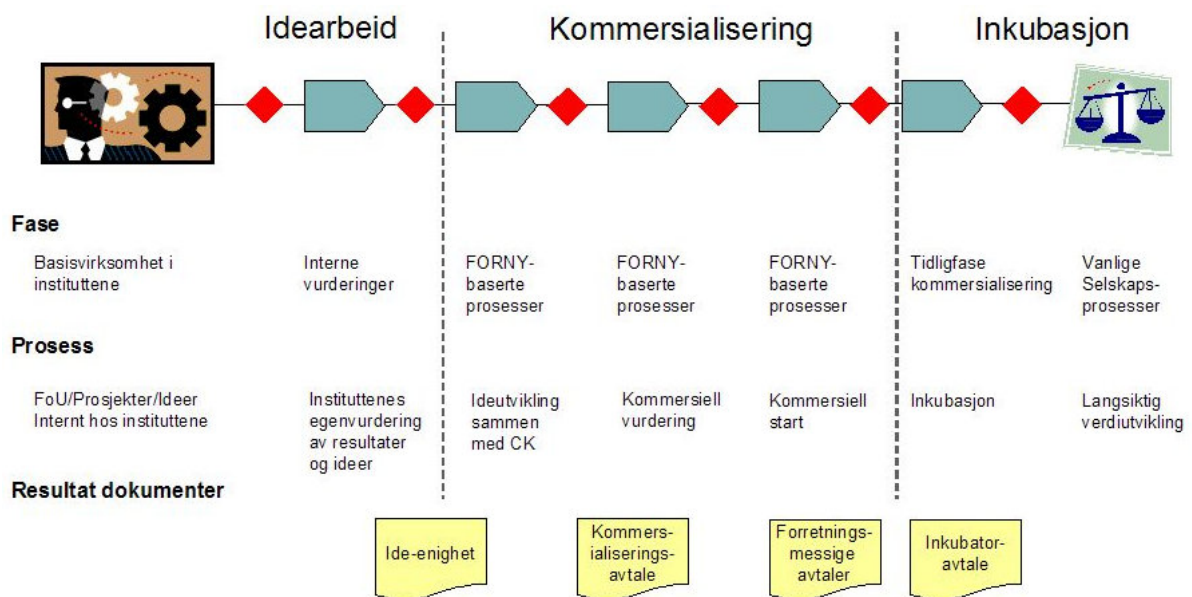 Idearbeid
Kommersialisering
Inkubasjon
Fase
Basisvirksomhet i
instituttene
Interne
vurderinger
FORNY-
baserte
prosesser
FORNY-
baserte
prosesser
FORNY-
baserte
prosesser
Tidligfase
kommersialisering
Vanlige
Selskaps-
prosesser
Prosess
FoU/Prosjekter/Ideer
Internt hos instituttene
Instituttenes
egenvurdering
av resultater
og ideer
Ideutvikling
sammen
med CK
Kommersiell
vurdering
Kommersiell
start
Inkubasjon
Langsiktig
verdiutvikling
Resultat dokumenter
Ide-enighet
Kommers-
ialiserings-
avtale
Forretnings-
messige
avtaler
Inkubator-
avtale